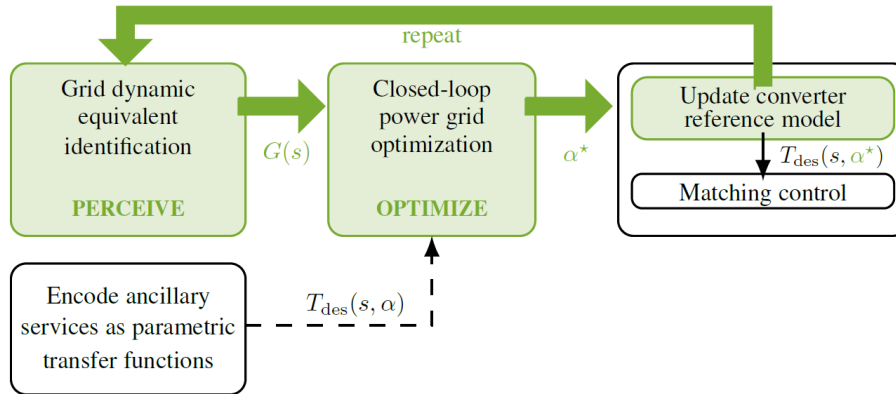 repeat
Grid dynamic
equivalent
identification
PERCEIVE
G(s)
Closed-loop
power grid
optimization
OPTIMIZE
α⋆
Update converter
reference model
T_des(s, α⋆)
Matching control
Encode ancillary
services as parametric
transfer functions
T_des(s, α)